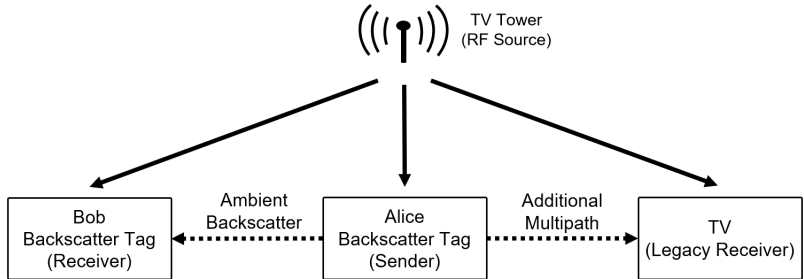 TV Tower
(RF Source)
Ambient
Backscatter
Additional
Multipath
Bob
Backscatter Tag
(Receiver)
Alice
Backscatter Tag
(Sender)
TV
(Legacy Receiver)